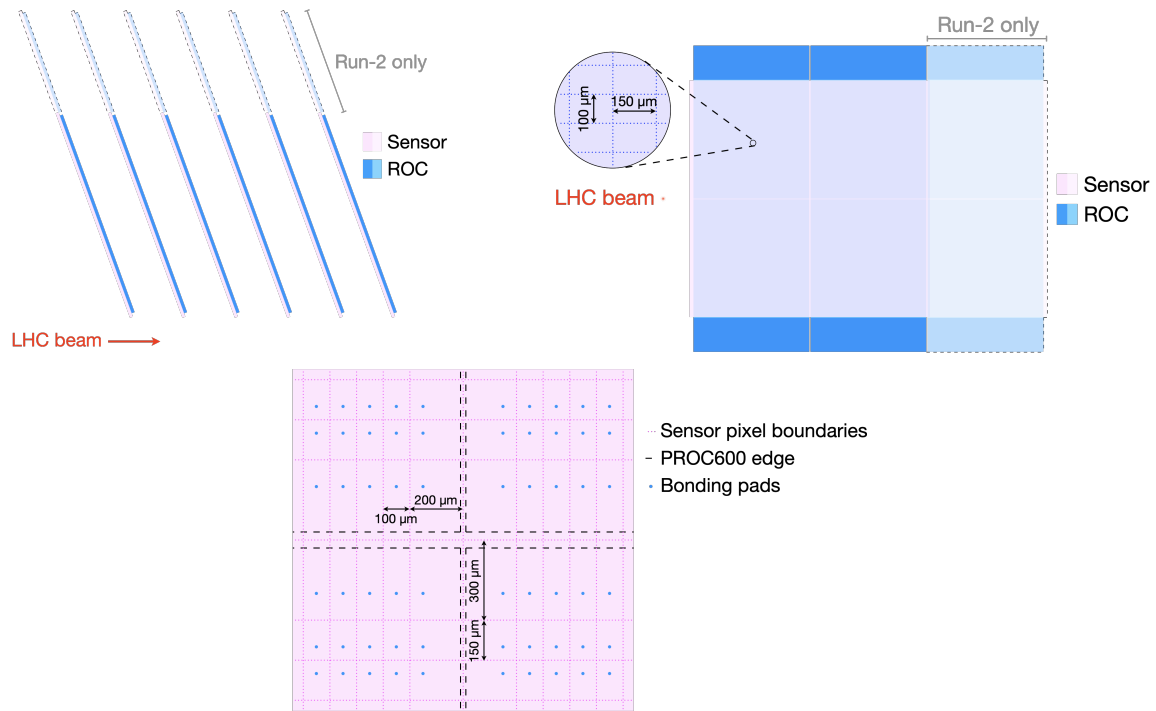 Run-2 only
Sensor
ROC
LHC beam
Run-2 only
100 µm
150 µm
LHC beam
Sensor
ROC
Sensor pixel boundaries
PROC600 edge
Bonding pads
200 µm
100 µm
300 µm
150 µm